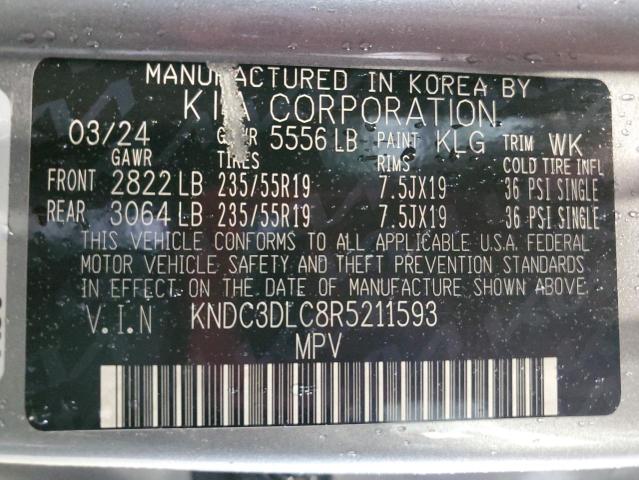 MANUFACTURED IN KOREA BY
KIA CORPORATION
03/24 GVWR 5556 LB PAINT KLG TRIM WK
GAWR TIRES RIMS COLD TIRE INFL
FRONT 2822 LB 235/55R19 7.5JX19 36 PSI SINGLE
REAR 3064 LB 235/55R19 7.5JX19 36 PSI SINGLE
THIS VEHICLE CONFORMS TO ALL APPLICABLE U.S.A. FEDERAL
MOTOR VEHICLE SAFETY AND THEFT PREVENTION STANDARDS
IN EFFECT ON THE DATE OF MANUFACTURE SHOWN ABOVE.
V.I.N KNDC3DLC8R5211593
MPV